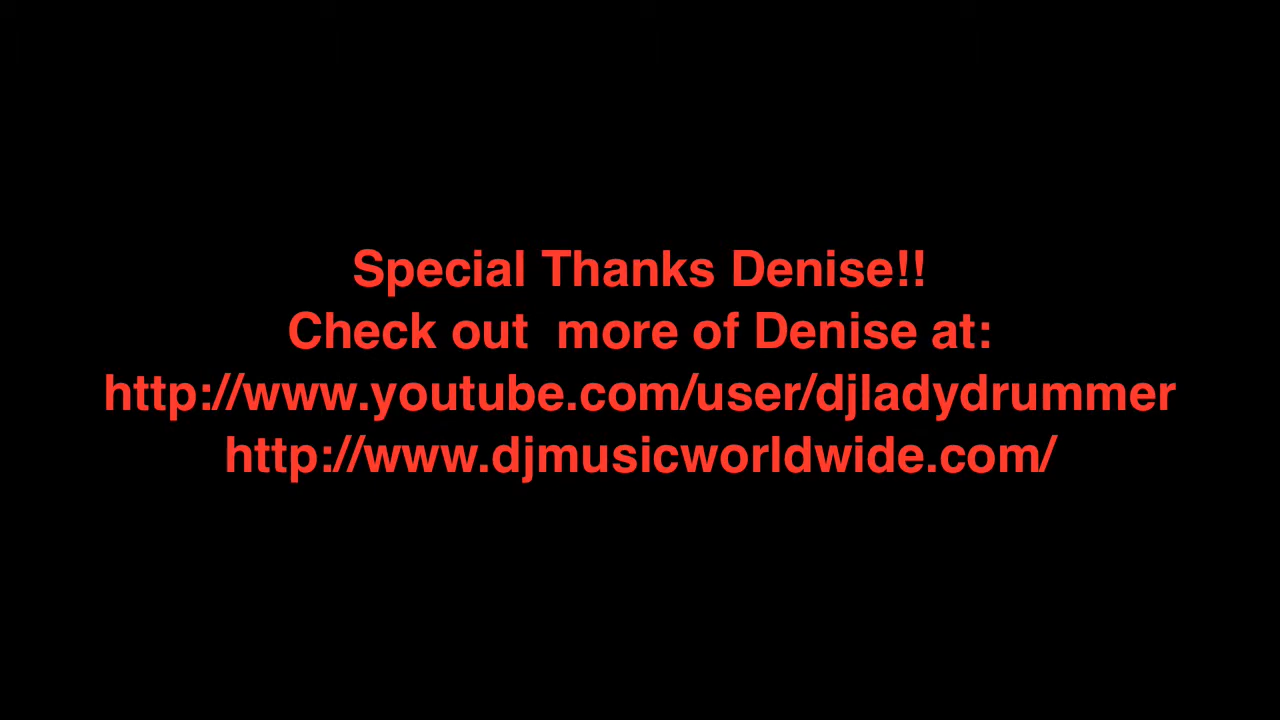 Special Thanks Denise!!
Check out  more of Denise at:
http://www.youtube.com/user/djladydrummer
http://www.djmusicworldwide.com/